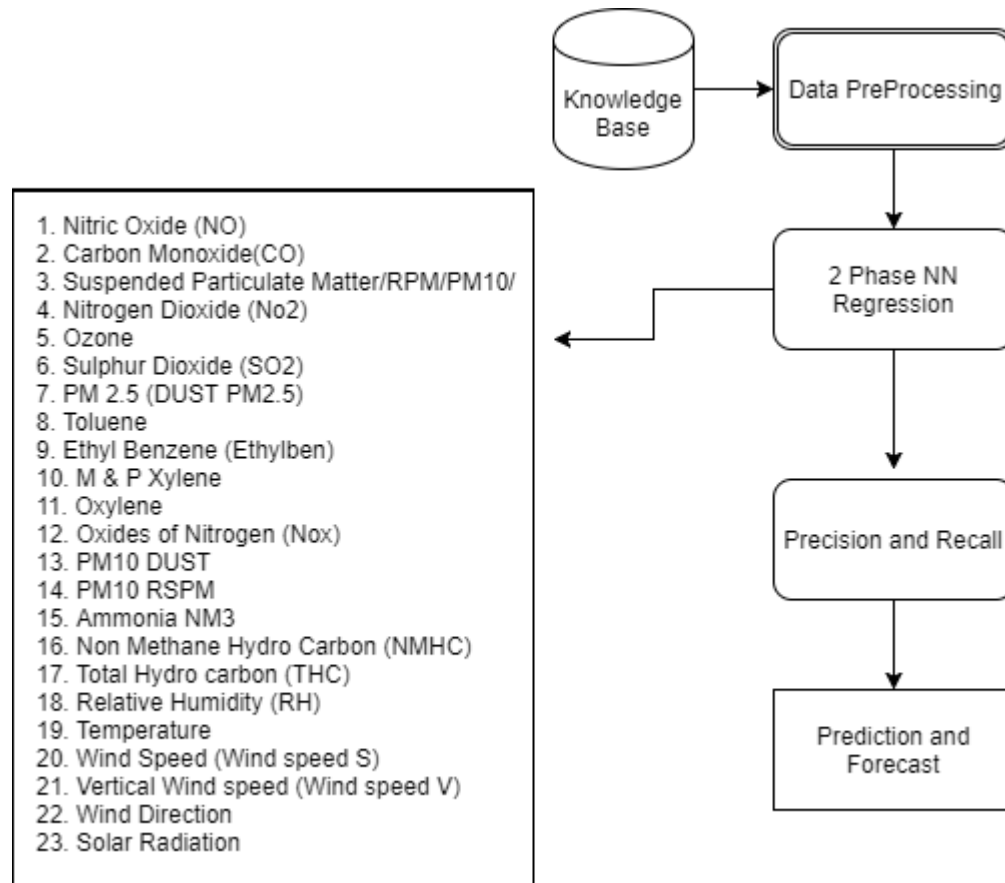 Knowledge
Base
Data PreProcessing
2 Phase NN
Regression
Precision and Recall
Prediction and
Forecast
1. Nitric Oxide (NO)
2. Carbon Monoxide(CO)
3. Suspended Particulate Matter/RPM/PM10/
4. Nitrogen Dioxide (No2)
5. Ozone
6. Sulphur Dioxide (SO2)
7. PM 2.5 (DUST PM2.5)
8. Toluene
9. Ethyl Benzene (Ethylben)
10. M & P Xylene
11. Oxylene
12. Oxides of Nitrogen (Nox)
13. PM10 DUST
14. PM10 RSPM
15. Ammonia NM3
16. Non Methane Hydro Carbon (NMHC)
17. Total Hydro carbon (THC)
18. Relative Humidity (RH)
19. Temperature
20. Wind Speed (Wind speed S)
21. Vertical Wind speed (Wind speed V)
22. Wind Direction
23. Solar Radiation